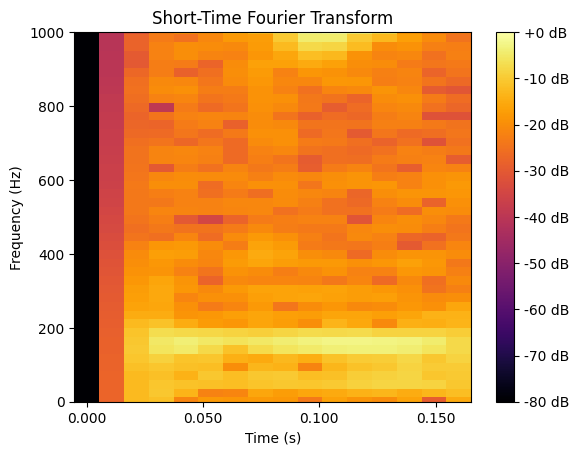 Short-Time Fourier Transform
Frequency (Hz)
1000
800
600
400
200
0
0.000
0.050
0.100
0.150
Time (s)
+0 dB
-10 dB
-20 dB
-30 dB
-40 dB
-50 dB
-60 dB
-70 dB
-80 dB